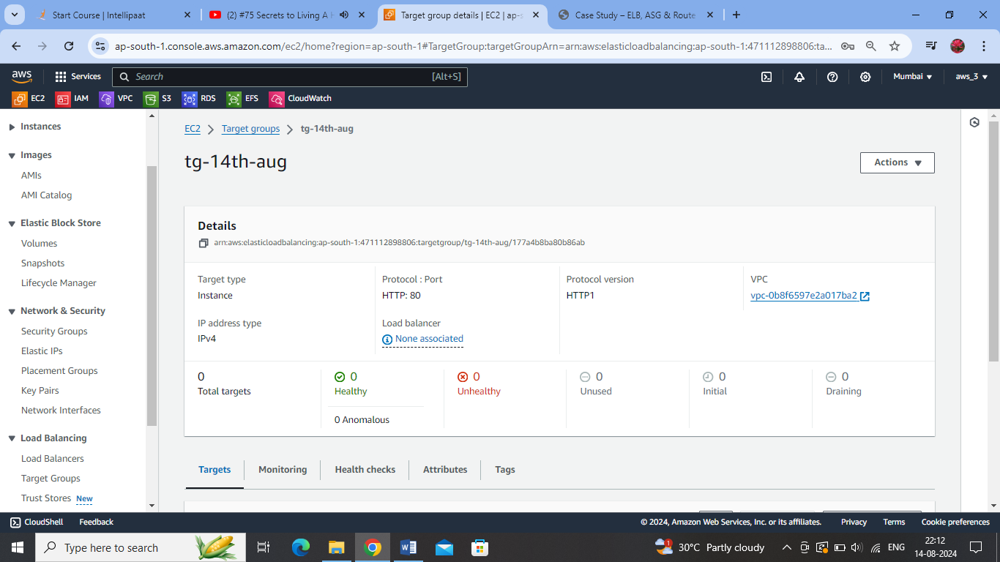 Start Course | Intellipaat
(2) #75 Secrets to Living A H
Target group details | EC2 | ap-s
Case Study – ELB, ASG & Route
ap-south-1.console.aws.amazon.com/ec2/home?region=ap-south-1#TargetGroup:targetGroupArn=arn:aws:elasticloadbalancing:ap-south-1:471112898806:ta...
aws Services Search [Alt+S] Mumbai aws_3
EC2 IAM VPC S3 RDS EFS CloudWatch
Instances
Images
AMIs
AMI Catalog
Elastic Block Store
Volumes
Snapshots
Lifecycle Manager
Network & Security
Security Groups
Elastic IPs
Placement Groups
Key Pairs
Network Interfaces
Load Balancing
Load Balancers
Target Groups
Trust Stores New
EC2 Target groups tg-14th-aug
tg-14th-aug
Actions
Details
arn:aws:elasticloadbalancing:ap-south-1:471112898806:targetgroup/tg-14th-aug/177a4b8ba80b86ab
Target type
Instance
Protocol : Port
HTTP: 80
Protocol version
HTTP1
VPC
vpc-0b8f6597e2a017ba2
IP address type
IPv4
Load balancer
None associated
0
Total targets
0
Healthy
0 Anomalous
0
Unhealthy
0
Unused
0
Initial
0
Draining
Targets Monitoring Health checks Attributes Tags
CloudShell Feedback © 2024, Amazon Web Services, Inc. or its affiliates. Privacy Terms Cookie preferences
Type here to search
1
30°C Partly cloudy
ENG
22:12
14-08-2024